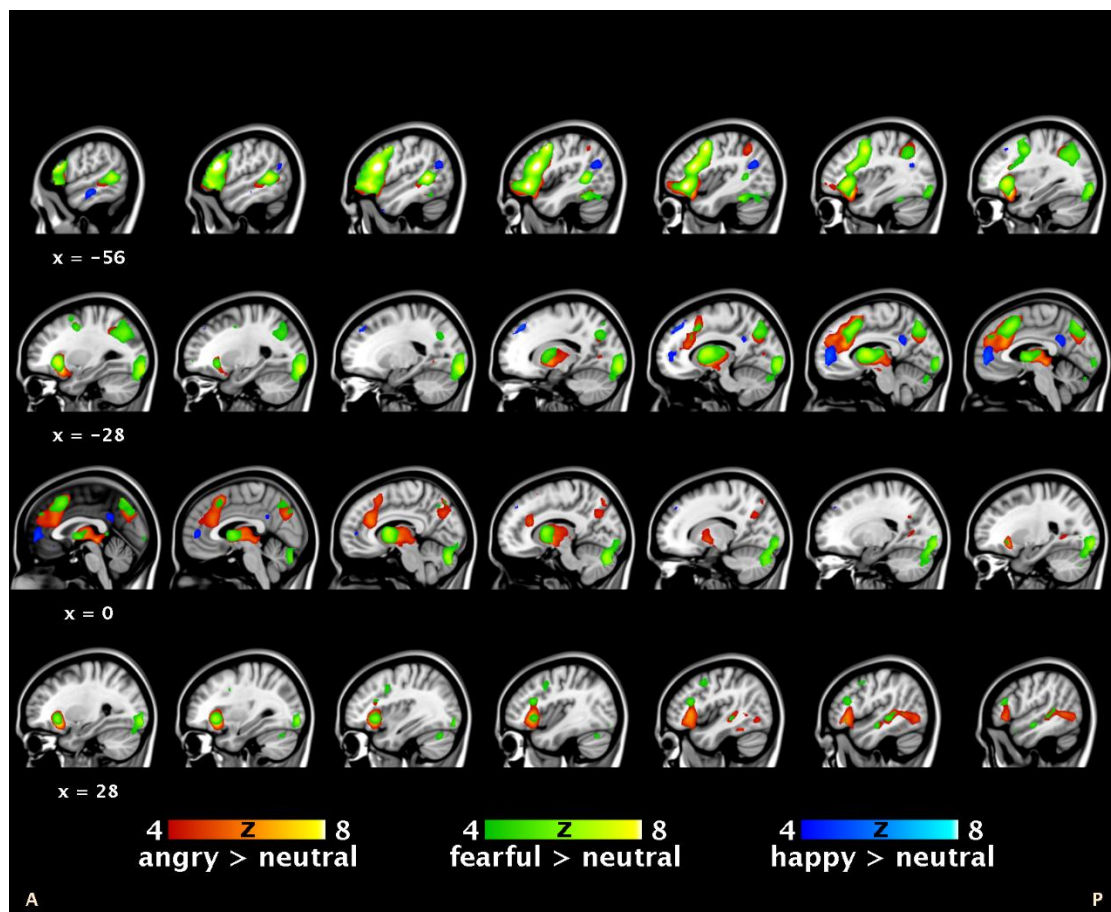 x = -56
x = -28
x = 0
x = 28
4 Z 8 4 Z 8 4 Z 8
angry > neutral fearful > neutral happy > neutral
A P